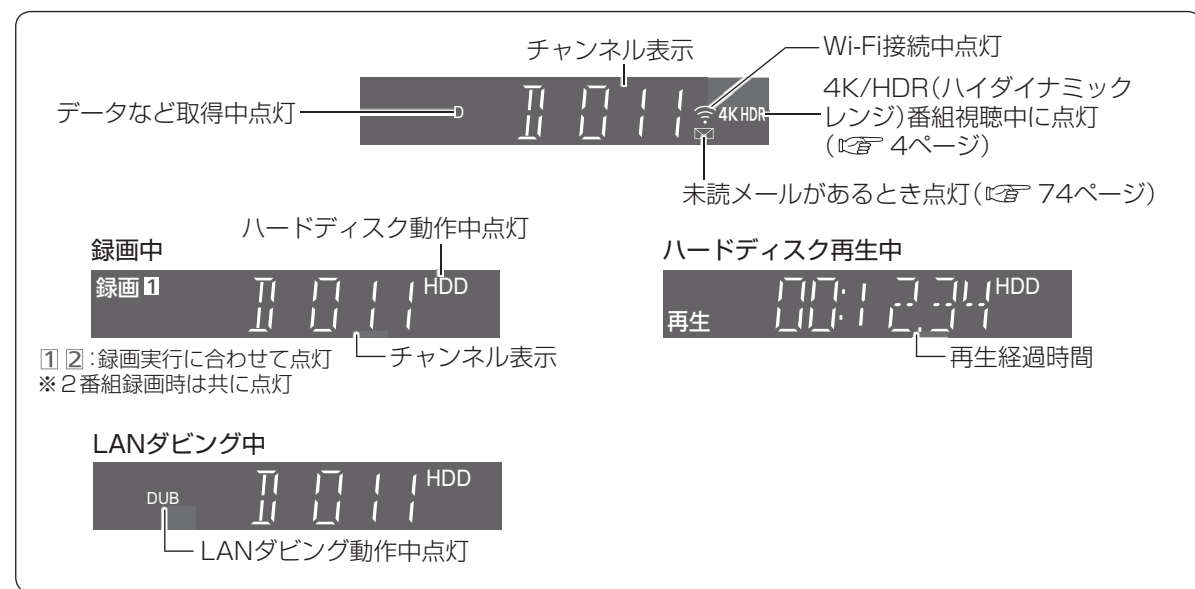 チャンネル表示
Wi-Fi接続中点灯
データなど取得中点灯
D
D 011
4K HDR
4K/HDR(ハイダイナミック
レンジ)番組視聴中に点灯
(☞ 4ページ)
未読メールがあるとき点灯(☞ 74ページ)
録画中
ハードディスク動作中点灯
録画1
D 011
HDD
チャンネル表示
1 2:録画実行に合わせて点灯
※2番組録画時は共に点灯
ハードディスク再生中
再生
00:12.34
HDD
再生経過時間
LANダビング中
DUB
D 011
HDD
LANダビング動作中点灯